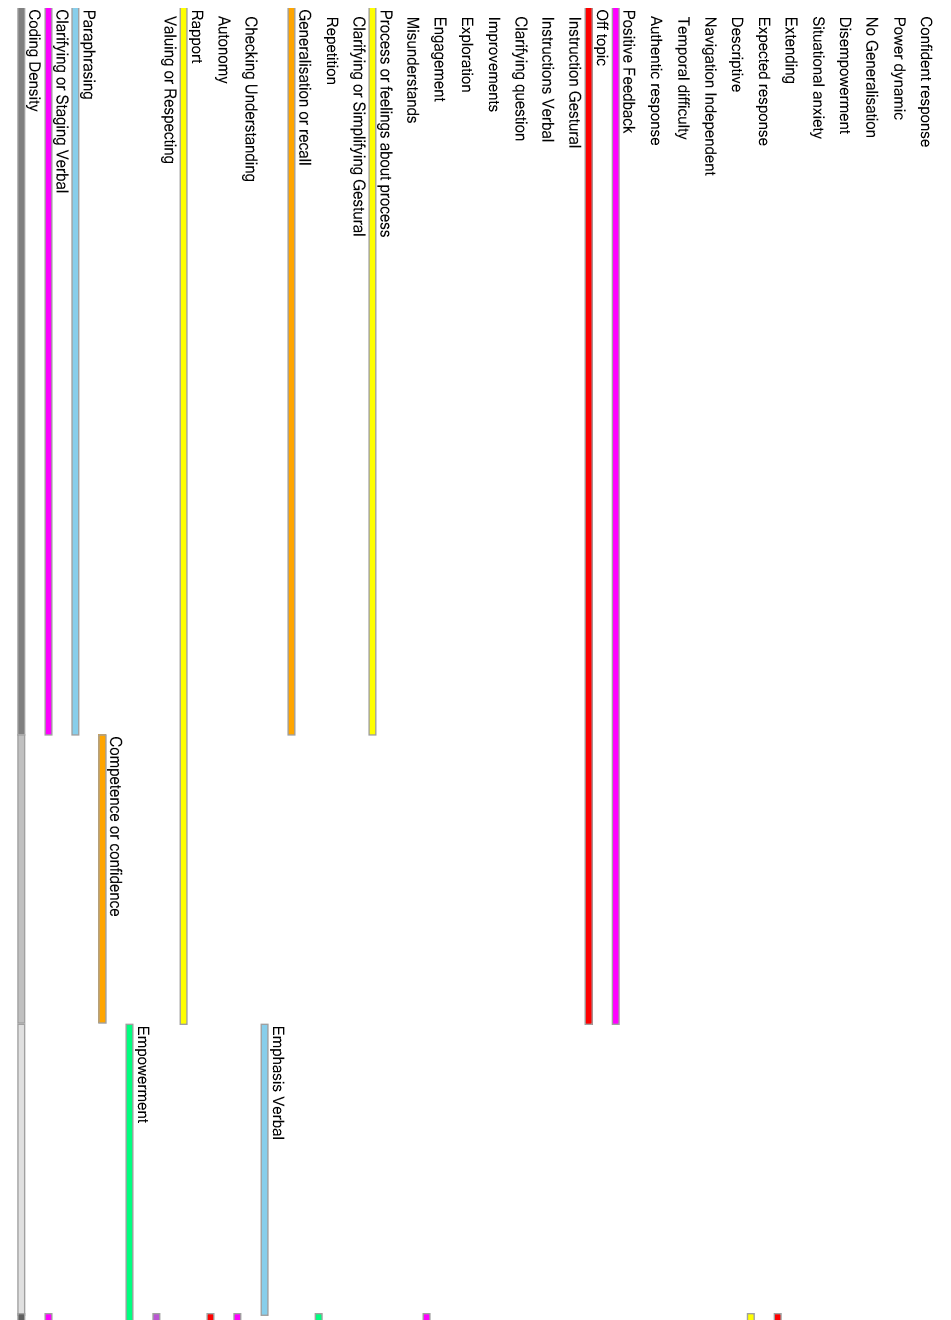 Confident response
Power dynamic
No Generalisation
Disempowerment
Situational anxiety
Extending
Expected response
Descriptive
Navigation Independent
Temporal difficulty
Authentic response
Positive Feedback
Off topic
Instruction Gestural
Instructions Verbal
Clarifying question
Improvements
Exploration
Engagement
Misunderstands
Process or feelings about process
Clarifying or Simplifying Gestural
Repetition
Generalisation or recall
Emphasis Verbal
Checking Understanding
Autonomy
Rapport
Valuing or Respecting
Empowerment
Competence or confidence
Paraphrasing
Clarifying or Staging Verbal
Coding Density